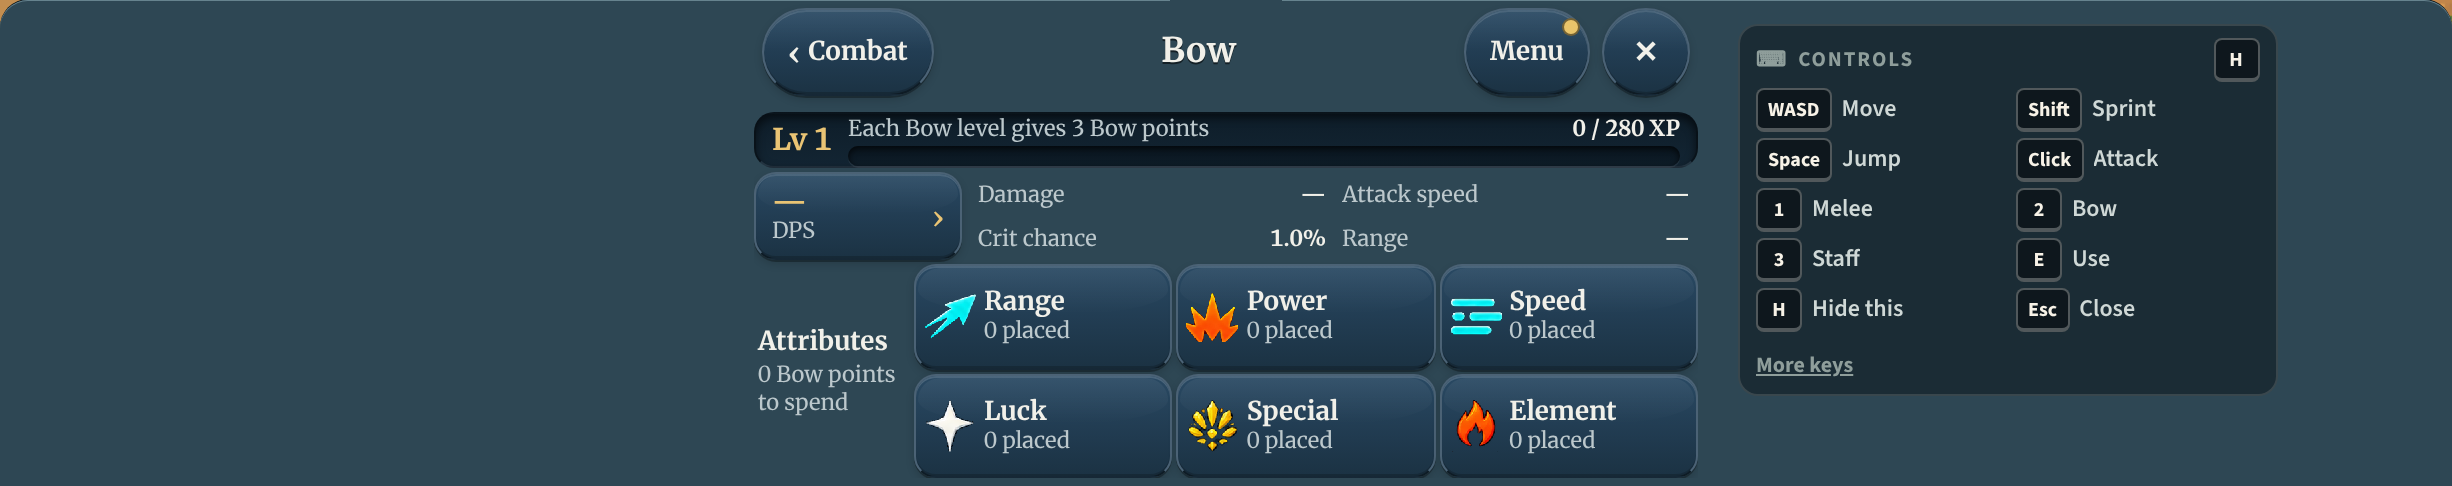 ‹ Combat
Bow
Menu
×
Lv 1
Each Bow level gives 3 Bow points
0 / 280 XP
—
DPS
›
Damage —
Attack speed —
Crit chance 1.0%
Range —
Attributes
0 Bow points
to spend
Range
0 placed
Power
0 placed
Speed
0 placed
Luck
0 placed
Special
0 placed
Element
0 placed
CONTROLS
H
WASD Move
Shift Sprint
Space Jump
Click Attack
1 Melee
2 Bow
3 Staff
E Use
H Hide this
Esc Close
More keys